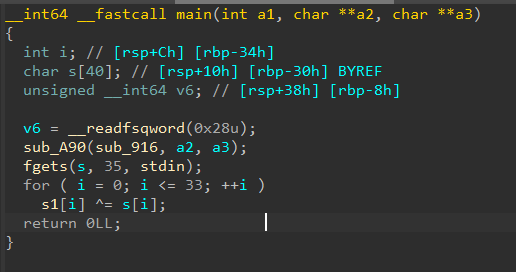 __int64 __fastcall main(int a1, char **a2, char **a3)
{
  int i; // [rsp+Ch] [rbp-34h]
  char s[40]; // [rsp+10h] [rbp-30h] BYREF
  unsigned __int64 v6; // [rsp+38h] [rbp-8h]

  v6 = __readfsqword(0x28u);
  sub_A90(sub_916, a2, a3);
  fgets(s, 35, stdin);
  for ( i = 0; i <= 33; ++i )
    s1[i] ^= s[i];
  return 0LL;
}